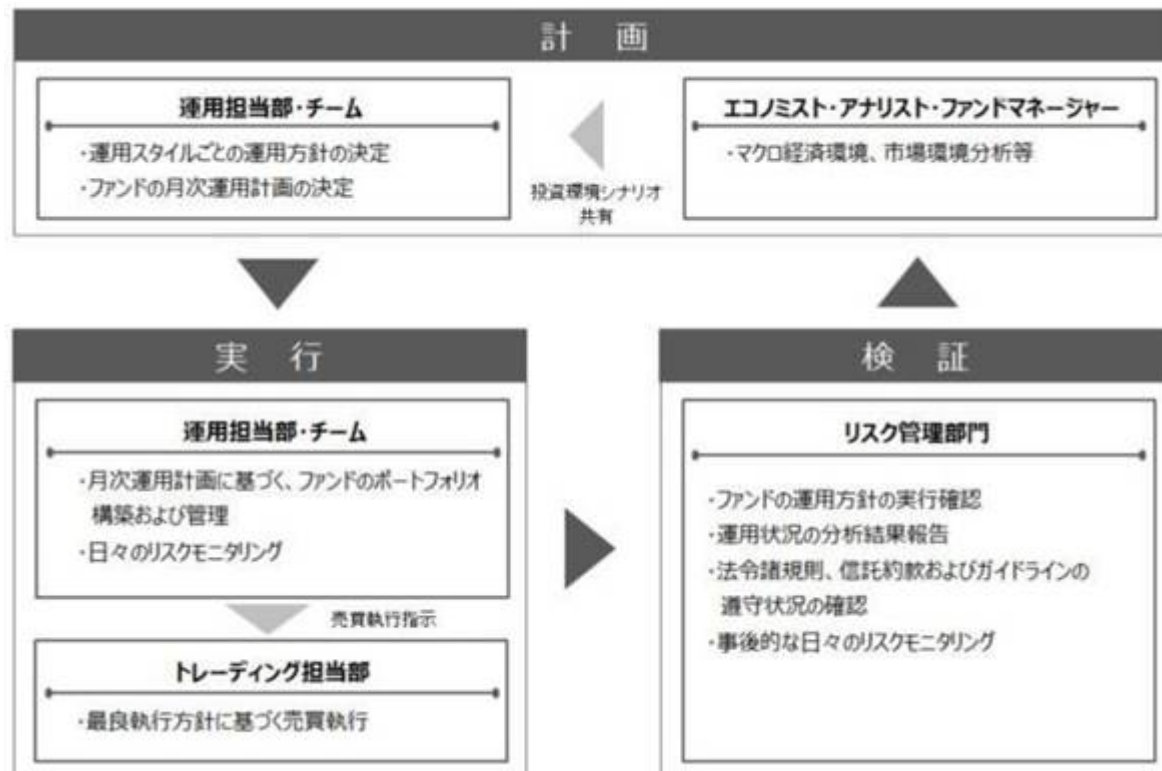 計 画
運用担当部・チーム
・運用スタイルごとの運用方針の決定
・ファンドの月次運用計画の決定
投資環境シナリオ
共有
エコノミスト・アナリスト・ファンドマネージャー
・マクロ経済環境、市場環境分析等
実 行
運用担当部・チーム
・月次運用計画に基づく、ファンドのポートフォリオ
構築および管理
・日々のリスクモニタリング
売買執行指示
トレーディング担当部
・最良執行方針に基づく売買執行
検 証
リスク管理部門
・ファンドの運用方針の実行確認
・運用状況の分析結果報告
・法令諸規則、信託約款およびガイドラインの
遵守状況の確認
・事後的な日々のリスクモニタリング